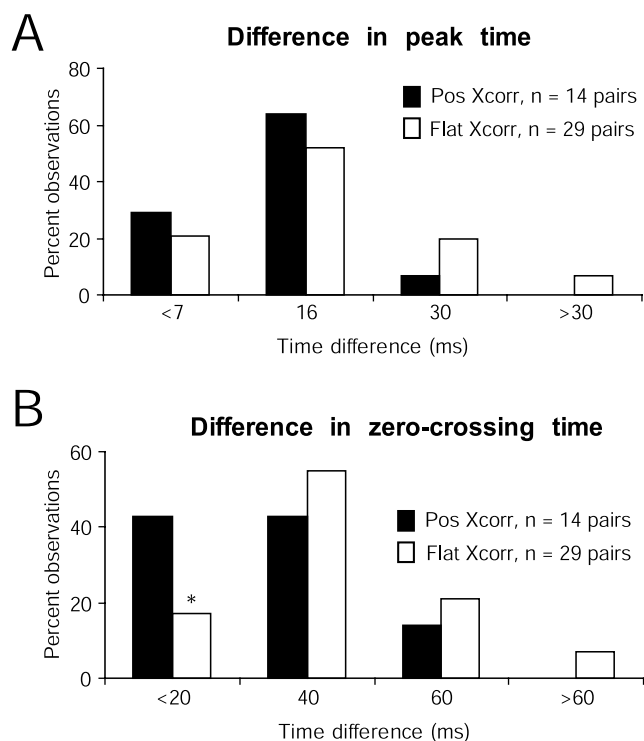 A
Difference in peak time
80
60
40
20
0
Percent observations
Pos Xcorr, n = 14 pairs
Flat Xcorr, n = 29 pairs
<7 16 30 >30
Time difference (ms)
B
Difference in zero-crossing time
60
40
20
0
Percent observations
Pos Xcorr, n = 14 pairs
Flat Xcorr, n = 29 pairs
*
<20 40 60 >60
Time difference (ms)